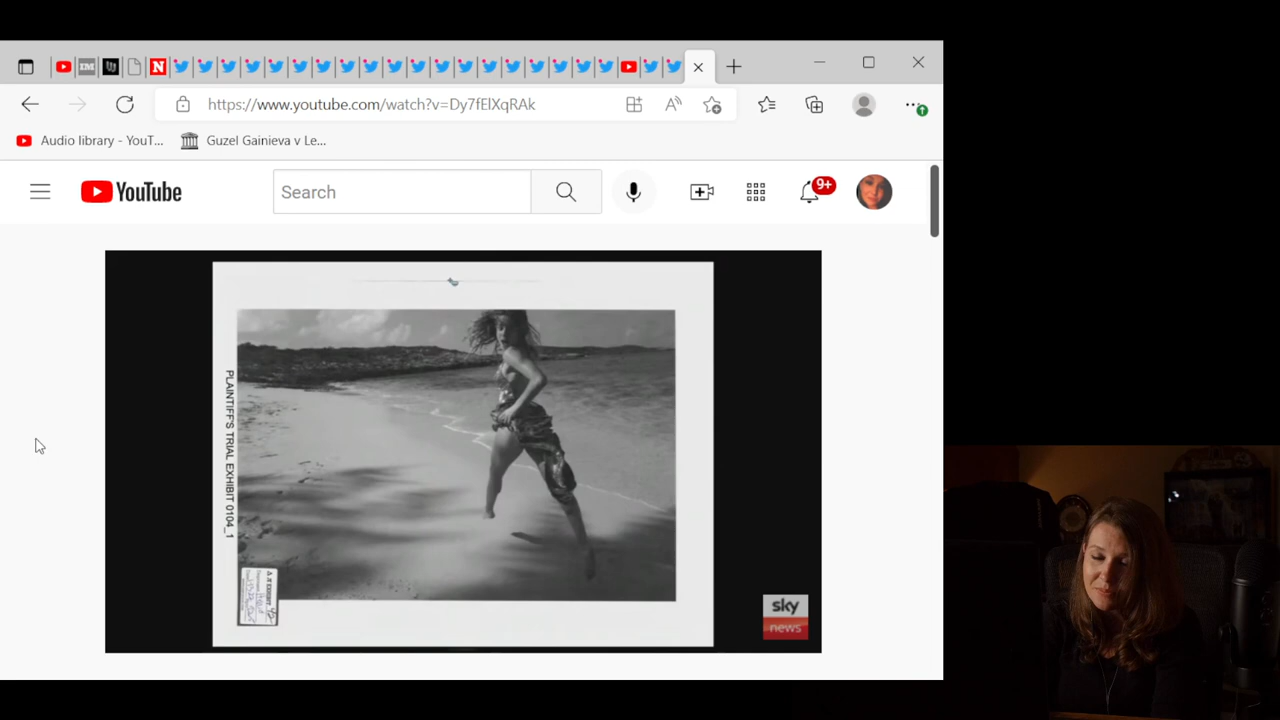 https://www.youtube.com/watch?v=Dy7fElXqRAk
Audio library - YouT...
Guzel Gainieva v Le...
YouTube
Search
9+
PLAINTIFF'S TRIAL EXHIBIT 0104_1
sky
news